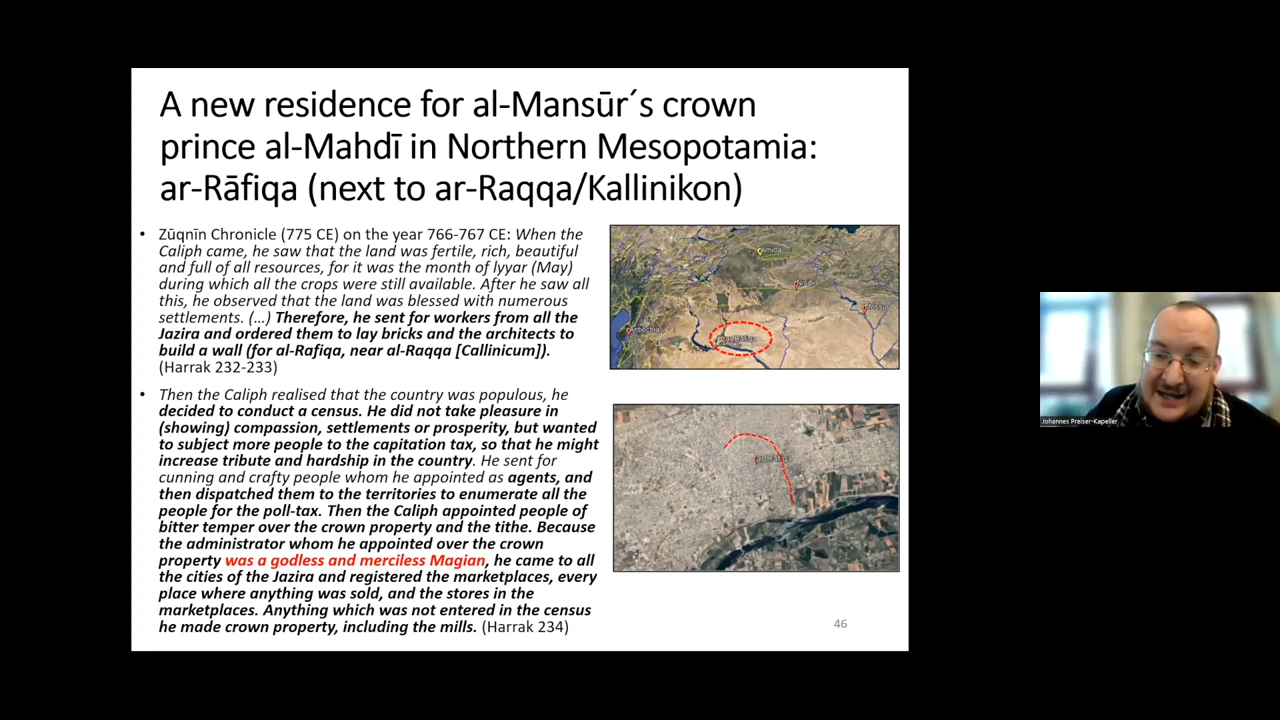 A new residence for al-Mansūr´s crown
prince al-Mahdī in Northern Mesopotamia:
ar-Rāfiqa (next to ar-Raqqa/Kallinikon)
• Zūqnīn Chronicle (775 CE) on the year 766-767 CE: When the
Caliph came, he saw that the land was fertile, rich, beautiful
and full of all resources, for it was the month of Iyyar (May)
during which all the crops were still available. After he saw all
this, he observed that the land was blessed with numerous
settlements. (…) Therefore, he sent for workers from all the
Jazira and ordered them to lay bricks and the architects to
build a wall (for al-Rafiqa, near al-Raqqa [Callinicum]).
(Harrak 232-233)
• Then the Caliph realised that the country was populous, he
decided to conduct a census. He did not take pleasure in
(showing) compassion, settlements or prosperity, but wanted
to subject more people to the capitation tax, so that he might
increase tribute and hardship in the country. He sent for
cunning and crafty people whom he appointed as agents, and
then dispatched them to the territories to enumerate all the
people for the poll-tax. Then the Caliph appointed people of
bitter temper over the crown property and the tithe. Because
the administrator whom he appointed over the crown
property was a godless and merciless Magian, he came to all
the cities of the Jazira and registered the marketplaces, every
place where anything was sold, and the stores in the
marketplaces. Anything which was not entered in the census
he made crown property, including the mills. (Harrak 234)
Amida
Nisibis
Mossul
Antiochia
ar-Rafiqa
46
Johannes Preiser-Kapeller